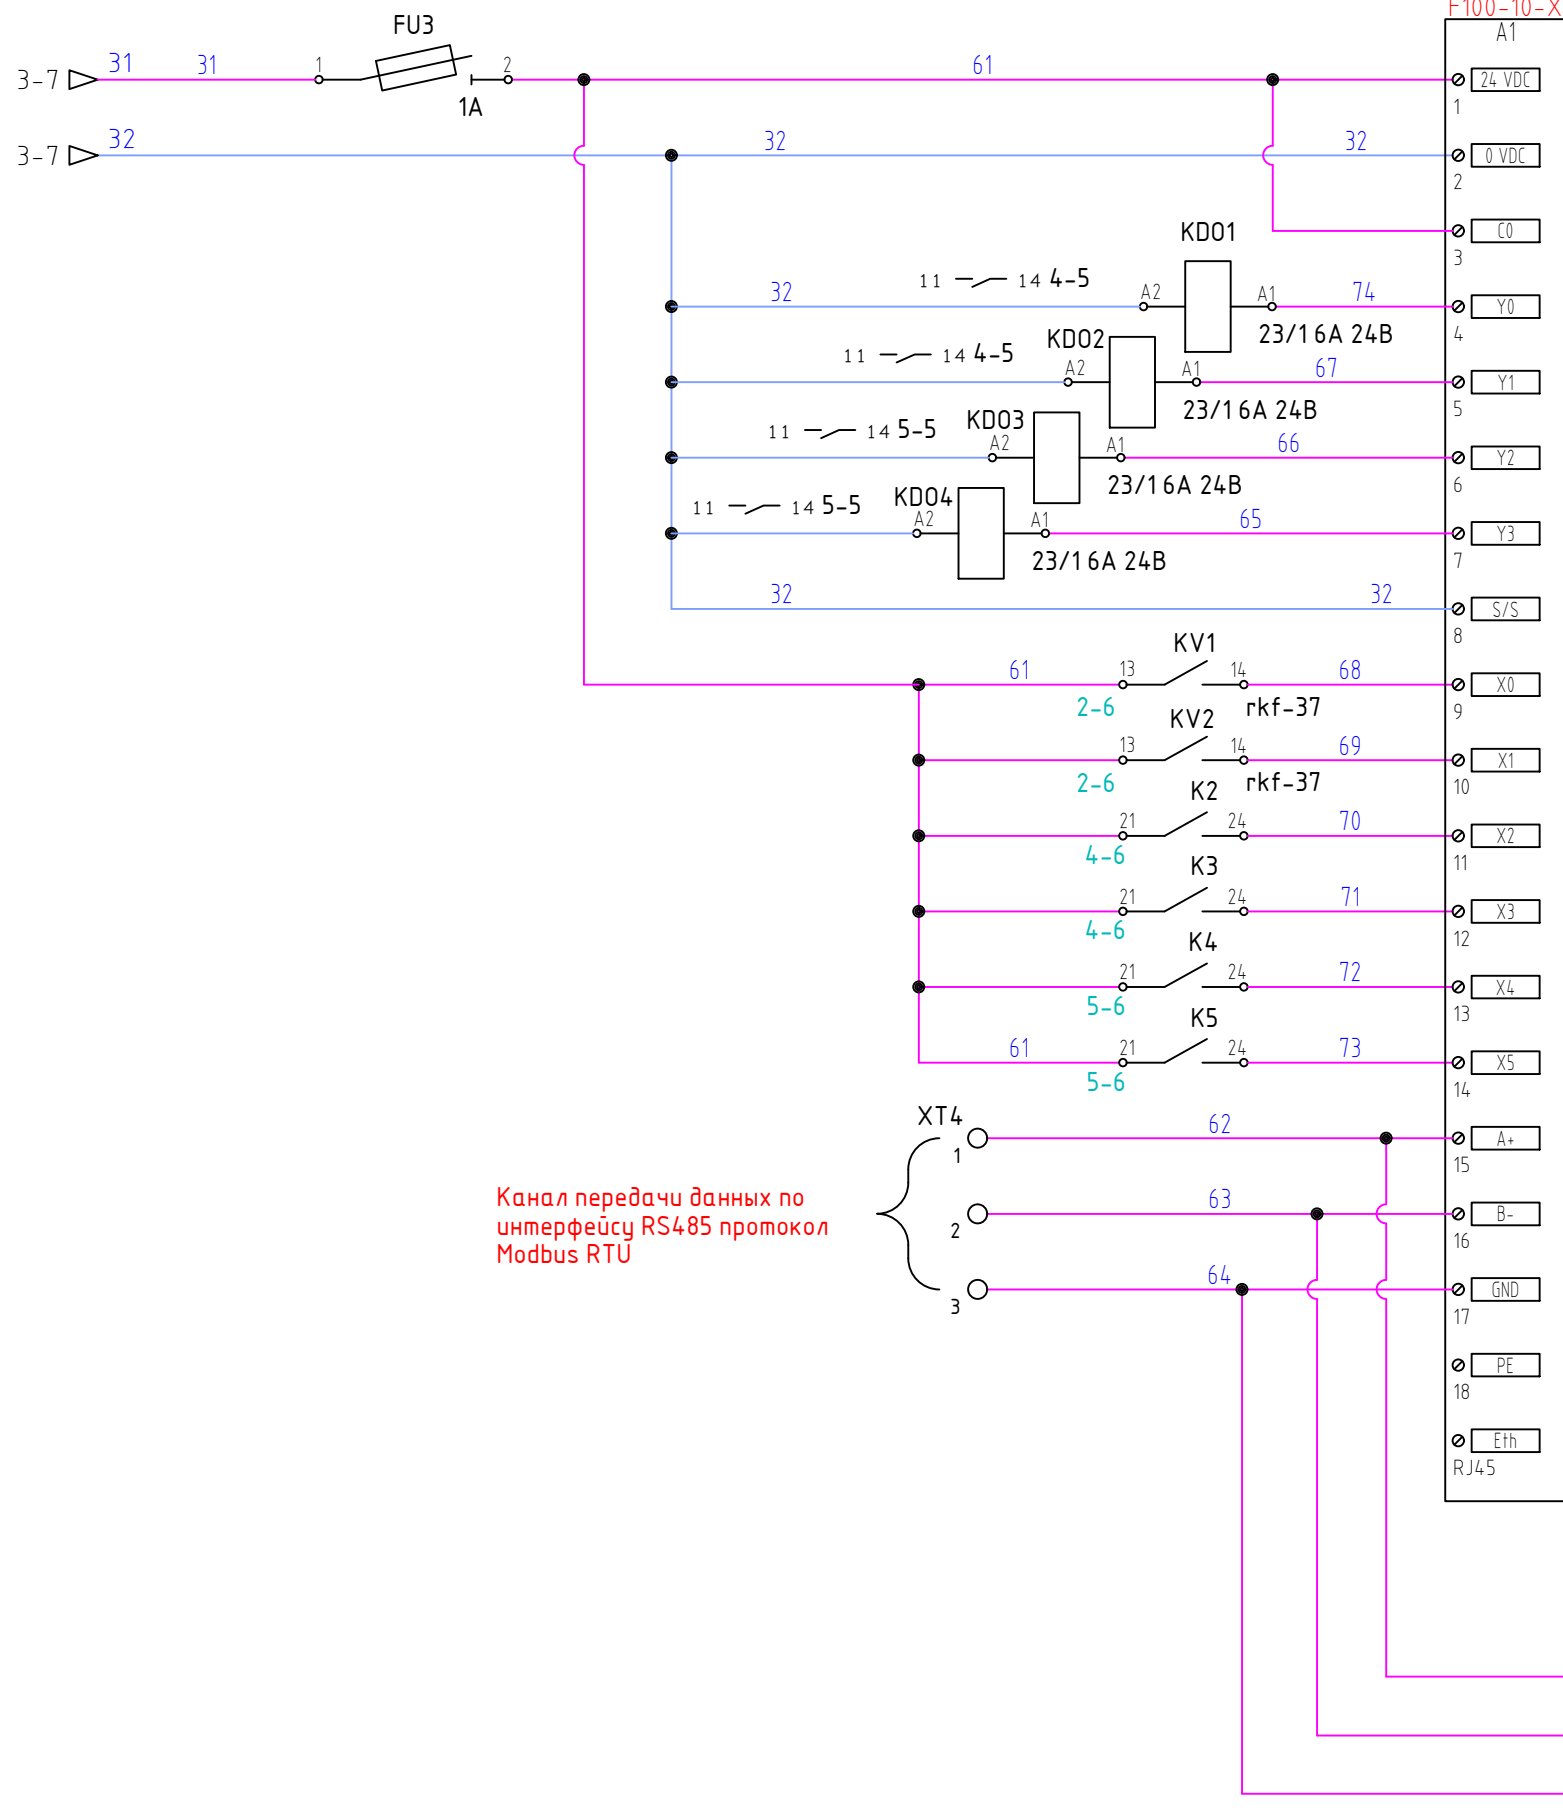 F100-10-X
A1
FU3
3-7 31 31 1 2 61 24 VDC
1A 1
3-7 32 32 32 0 VDC
2
KDO1 C0
3
11 14 4-5
32 A2 A1 74 Y0
23/16A 24В 4
KDO2
11 14 4-5
A2 A1 67 Y1
23/16A 24В 5
KDO3
11 14 5-5
A2 A1 66 Y2
23/16A 24В 6
KDO4
11 14 5-5
A2 A1 65 Y3
23/16A 24В 7
32 32 S/S
8
KV1
61 13 14 68 X0
2-6 rkf-37 9
KV2
13 14 69 X1
2-6 rkf-37 10
K2
21 24 70 X2
4-6 11
K3
21 24 71 X3
4-6 12
K4
21 24 72 X4
5-6 13
K5
61 21 24 73 X5
5-6 14
XT4
1 62 A+
15
Канал передачи данных по
интерфейсу RS485 протокол
Modbus RTU
2 63 B-
16
3 64 GND
17
PE
18
Eth
RJ45